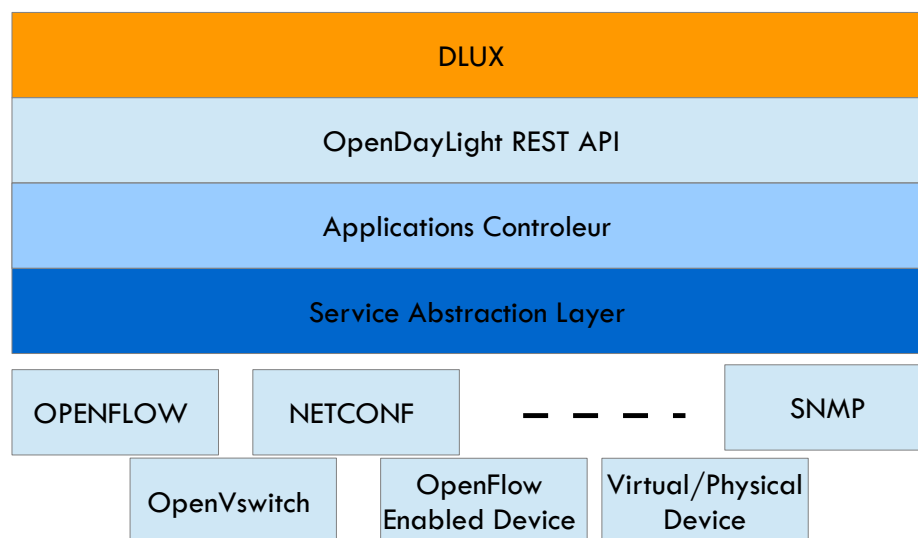 DLUX
OpenDayLight REST API
Applications Controleur
Service Abstraction Layer
OPENFLOW
NETCONF
SNMP
OpenVswitch
OpenFlow
Enabled Device
Virtual/Physical
Device